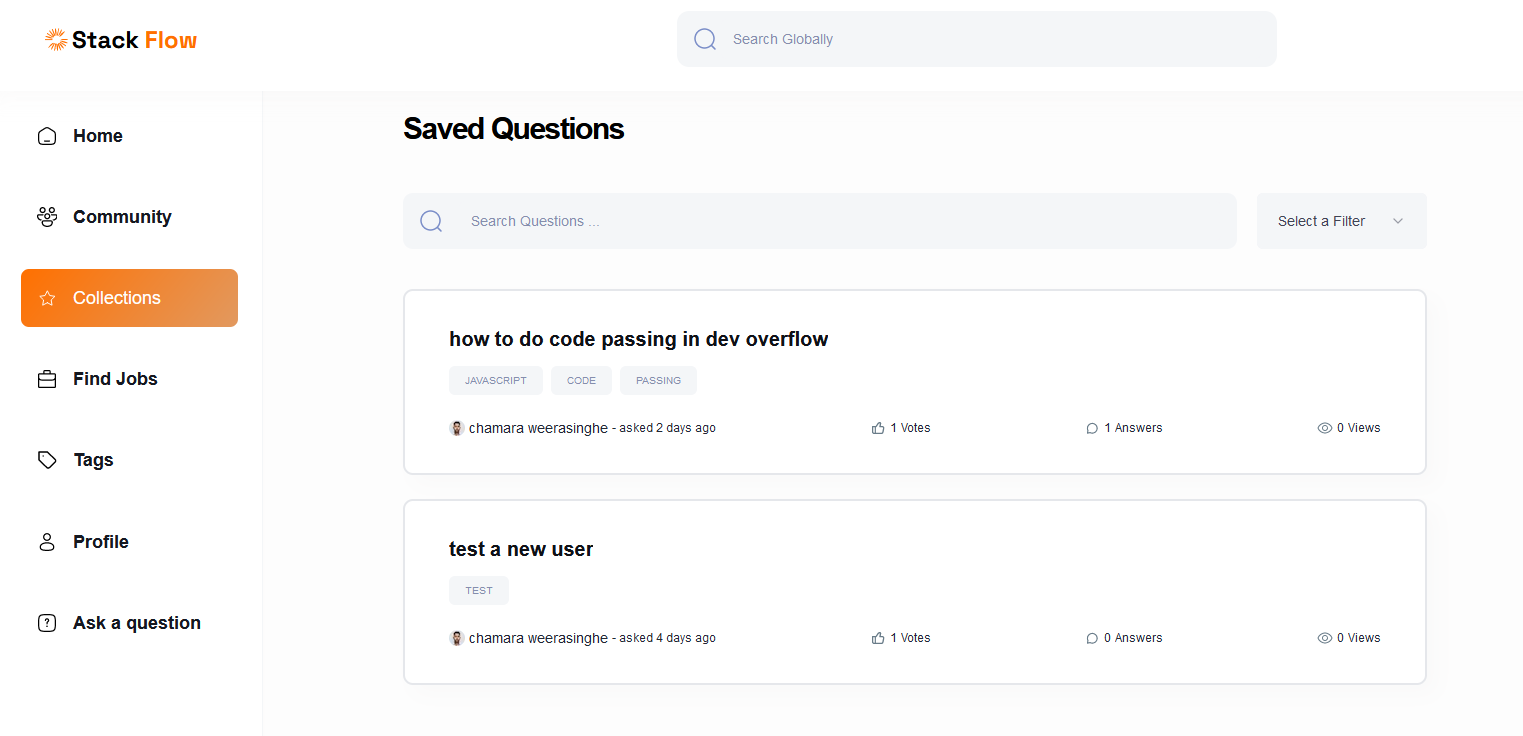 Stack Flow
Search Globally
Home
Community
Collections
Find Jobs
Tags
Profile
Ask a question
Saved Questions
Search Questions ...
Select a Filter
how to do code passing in dev overflow
JAVASCRIPT CODE PASSING
chamara weerasinghe - asked 2 days ago 1 Votes 1 Answers 0 Views
test a new user
TEST
chamara weerasinghe - asked 4 days ago 1 Votes 0 Answers 0 Views